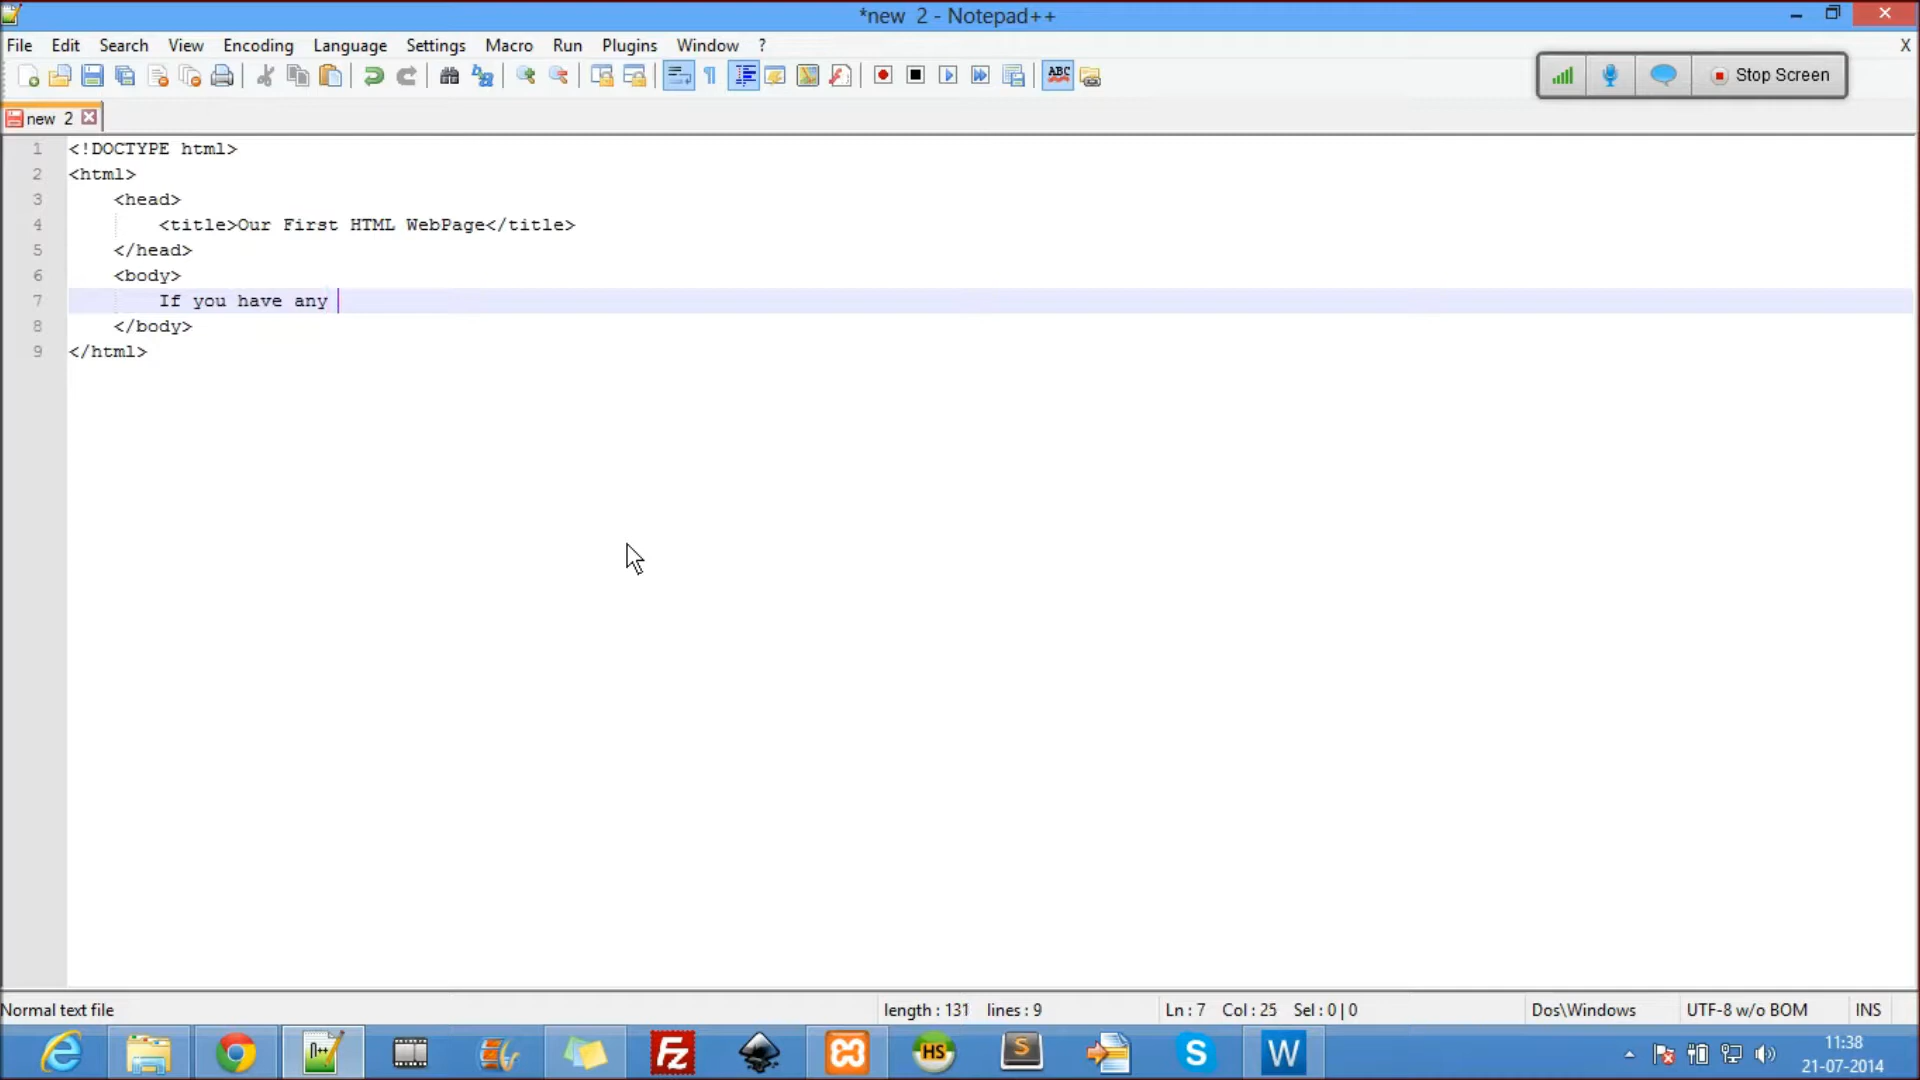 *new  2 - Notepad++
File Edit Search View Encoding Language Settings Macro Run Plugins Window ? X
ABC
Stop Screen
new  2
1 <!DOCTYPE html>
2 <html>
3 <head>
4 <title>Our First HTML WebPage</title>
5 </head>
6 <body>
7 If you have any
8 </body>
9 </html>
Normal text file length : 131 lines : 9 Ln : 7 Col : 25 Sel : 0 | 0 Dos\Windows UTF-8 w/o BOM INS
n++ Fz HS S S W
11:38
21-07-2014